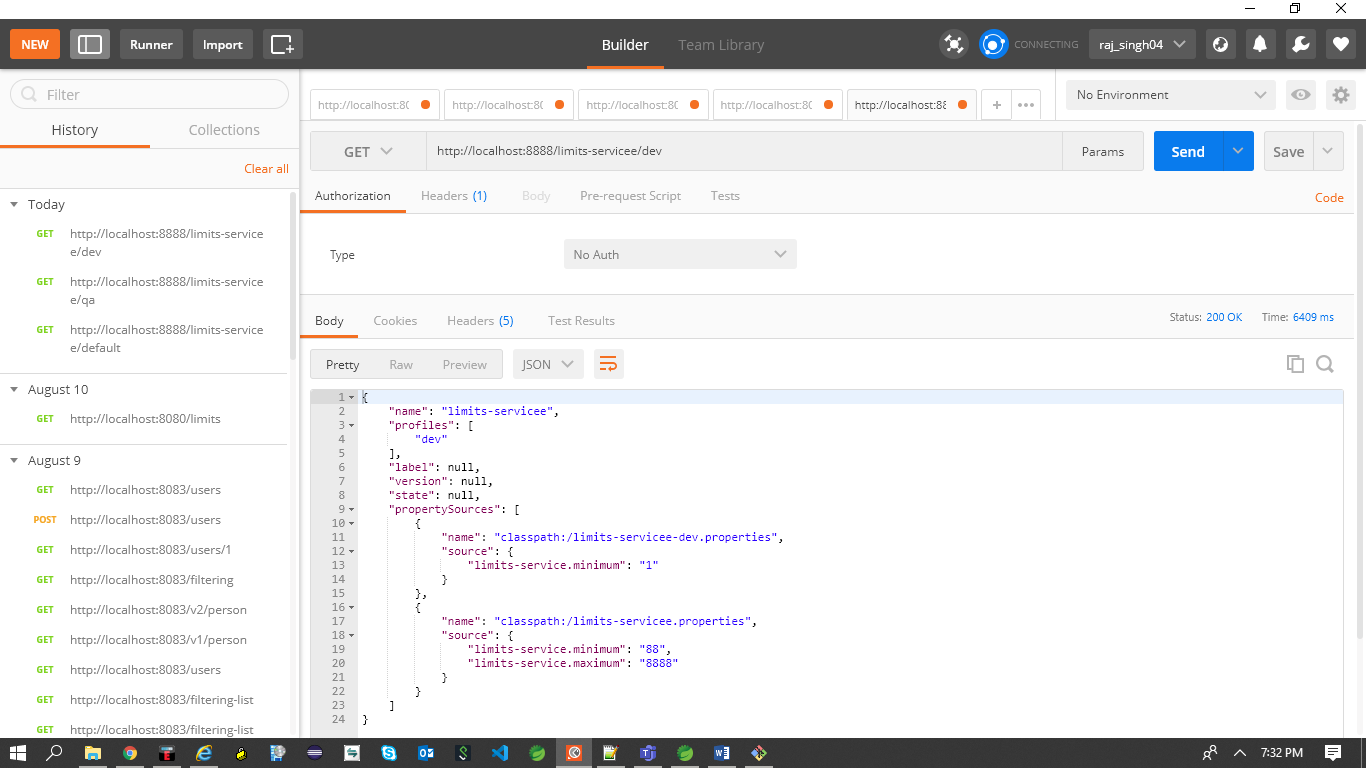 NEW
Runner
Import
Builder
Team Library
CONNECTING
raj_singh04
Filter
History
Collections
Clear all
Today
GET http://localhost:8888/limits-service
e/dev
GET http://localhost:8888/limits-service
e/qa
GET http://localhost:8888/limits-service
e/default
August 10
GET http://localhost:8080/limits
August 9
GET http://localhost:8083/users
POST http://localhost:8083/users
GET http://localhost:8083/users/1
GET http://localhost:8083/filtering
GET http://localhost:8083/v2/person
GET http://localhost:8083/v1/person
GET http://localhost:8083/users
GET http://localhost:8083/filtering-list
GET http://localhost:8083/filtering-list
http://localhost:80
http://localhost:80
http://localhost:80
http://localhost:80
http://localhost:88
+
No Environment
GET
http://localhost:8888/limits-servicee/dev
Params
Send
Save
Authorization
Headers (1)
Body
Pre-request Script
Tests
Code
Type
No Auth
Body
Cookies
Headers (5)
Test Results
Status: 200 OK
Time: 6409 ms
Pretty
Raw
Preview
JSON
1 {
2 "name": "limits-servicee",
3 "profiles": [
4 "dev"
5 ],
6 "label": null,
7 "version": null,
8 "state": null,
9 "propertySources": [
10 {
11 "name": "classpath:/limits-servicee-dev.properties",
12 "source": {
13 "limits-service.minimum": "1"
14 }
15 },
16 {
17 "name": "classpath:/limits-servicee.properties",
18 "source": {
19 "limits-service.minimum": "88",
20 "limits-service.maximum": "8888"
21 }
22 }
23 ]
24 }
7:32 PM